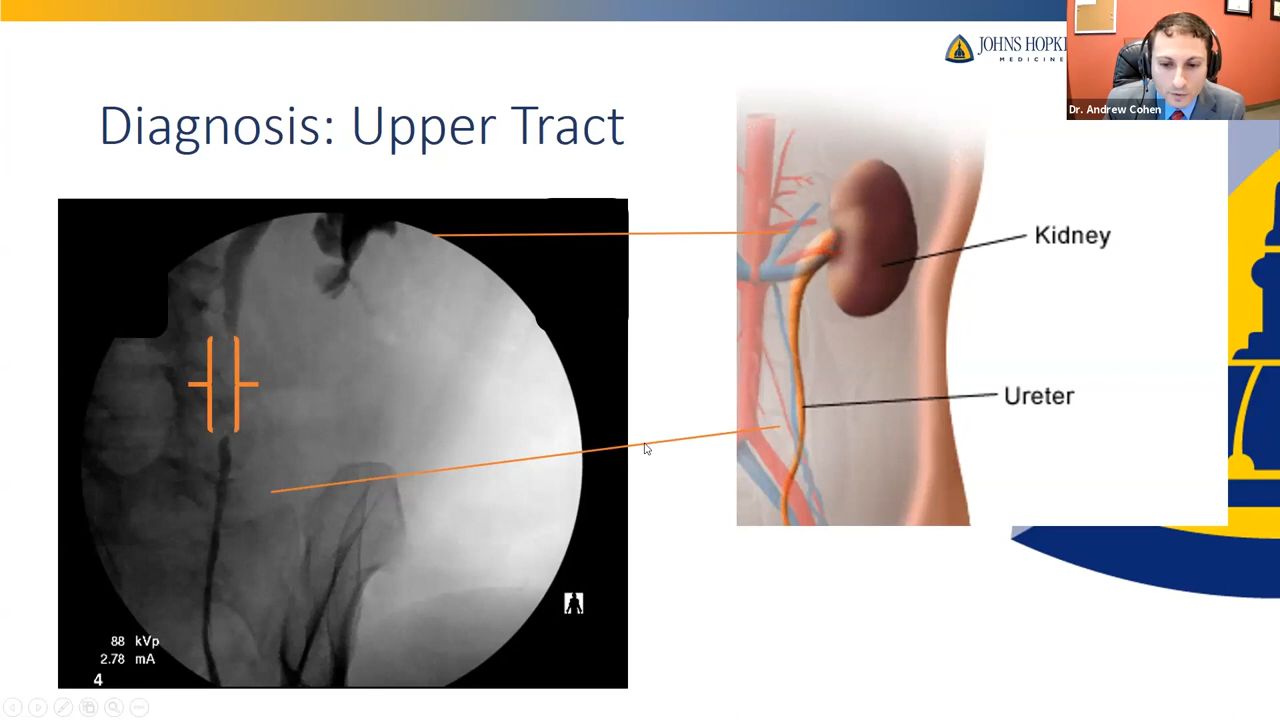 JOHNS HOPK
MEDICINE
Dr. Andrew Cohen
Diagnosis: Upper Tract
Kidney
Ureter
88 kVp
2.78 mA
4